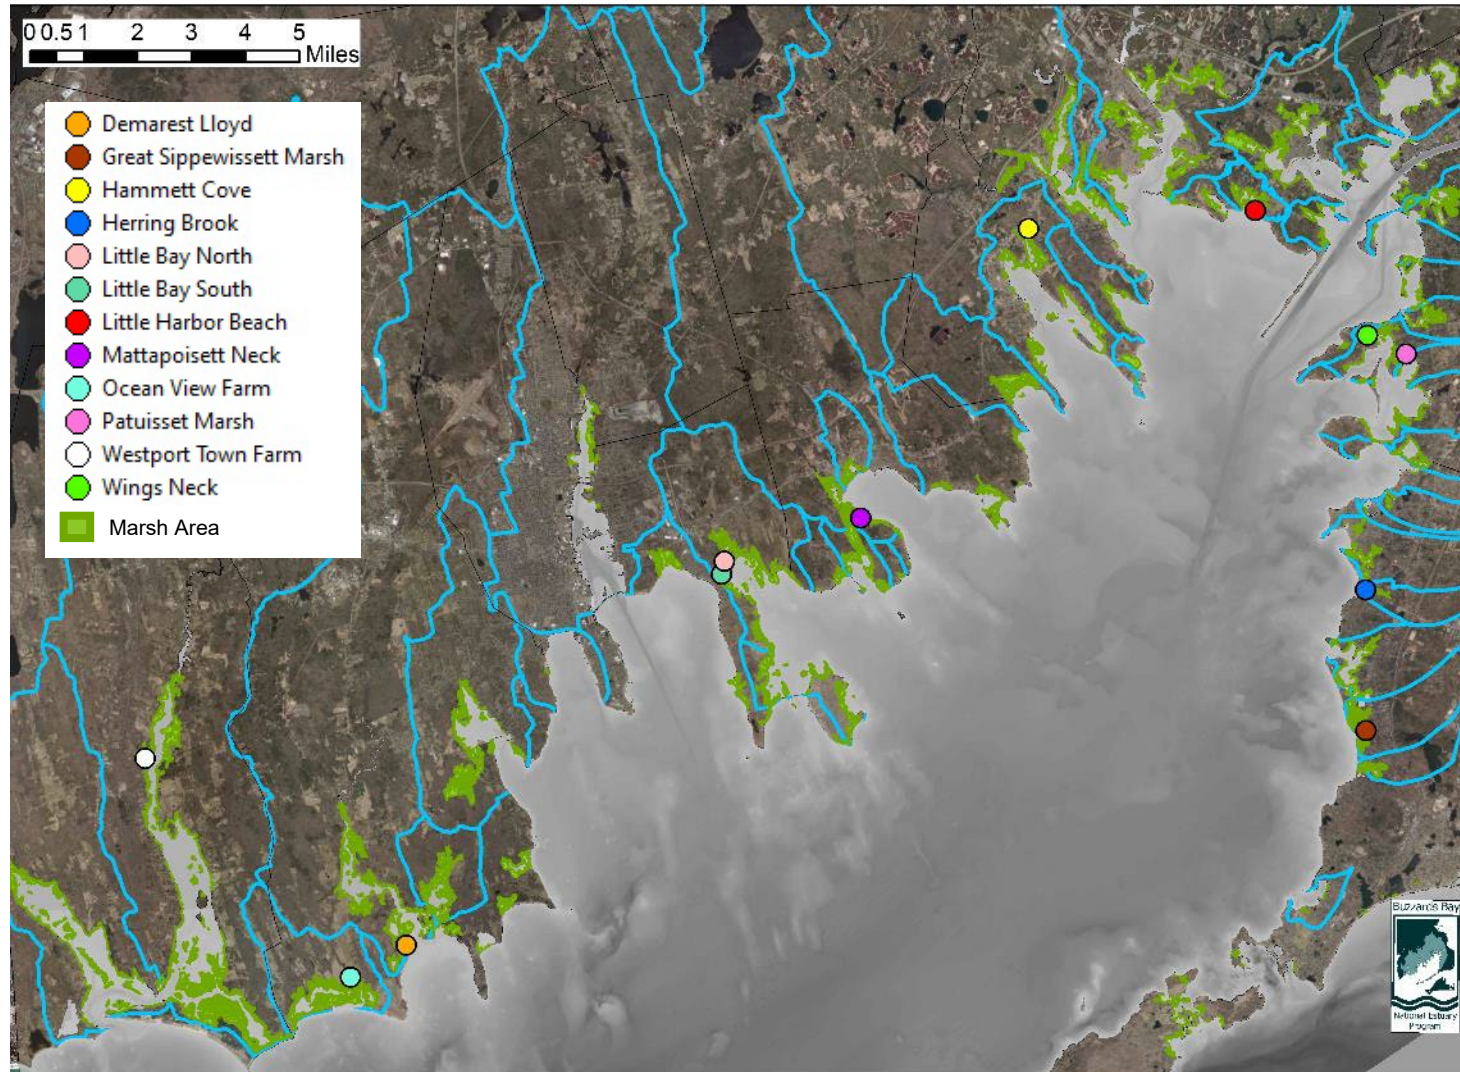 0 0.5 1 2 3 4 5
Miles
Demarest Lloyd
Great Sippewissett Marsh
Hammett Cove
Herring Brook
Little Bay North
Little Bay South
Little Harbor Beach
Mattapoisett Neck
Ocean View Farm
Patuisset Marsh
Westport Town Farm
Wings Neck
Marsh Area
Buzzards Bay
National Estuary
Program